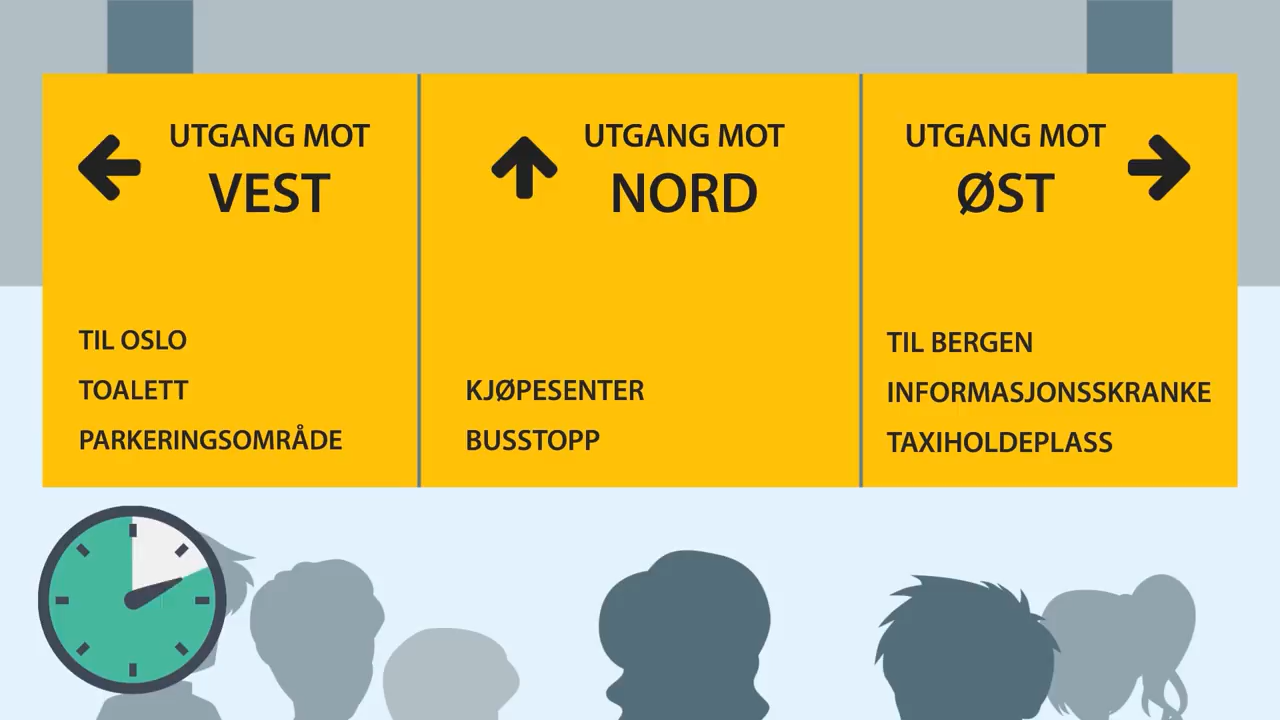 UTGANG MOT
VEST
TIL OSLO
TOALETT
PARKERINGSOMRÅDE
UTGANG MOT
NORD
KJØPESENTER
BUSSTOPP
UTGANG MOT
ØST
TIL BERGEN
INFORMASJONSSKRANKE
TAXIHOLDEPLASS